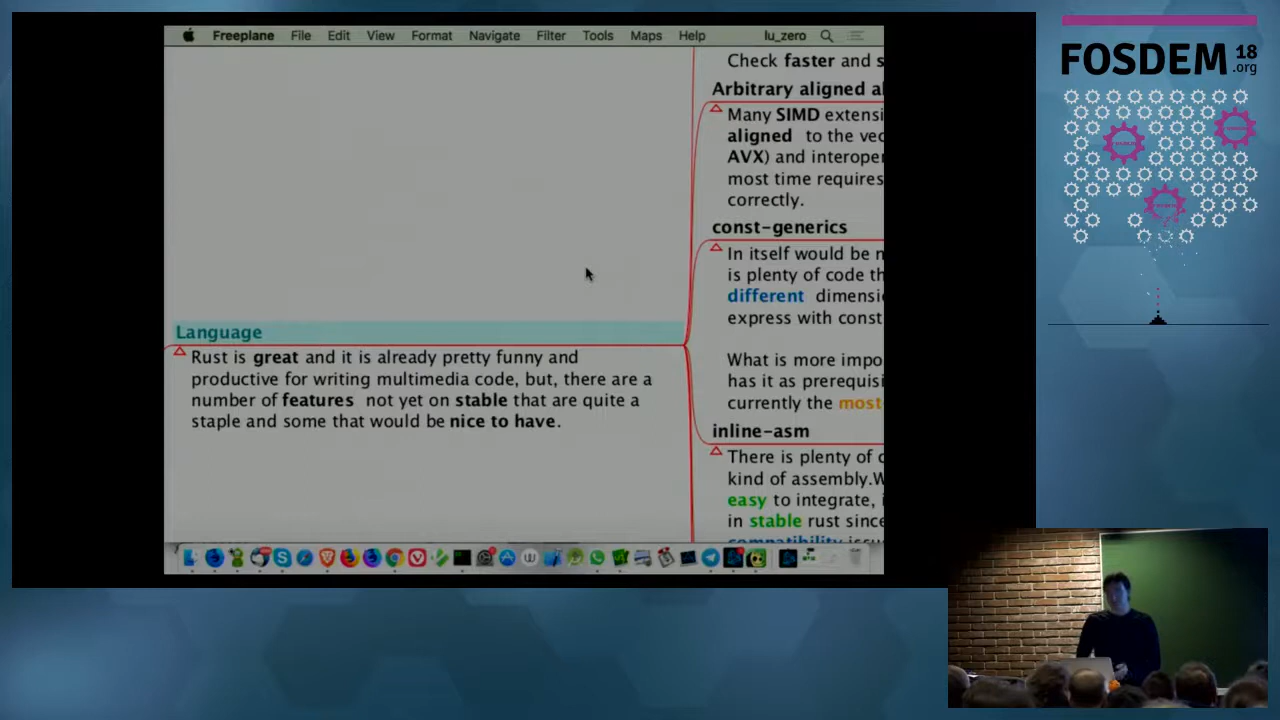 Freeplane File Edit View Format Navigate Filter Tools Maps Help lu_zero
FOSDEM 18
.org
Check faster and s
Arbitrary aligned al
Many SIMD extensi
aligned to the vec
AVX) and interoper
most time requires
correctly.
const-generics
In itself would be n
is plenty of code th
different dimensi
express with const
What is more impo
has it as prerequisi
currently the most-
inline-asm
There is plenty of c
kind of assembly.W
easy to integrate, i
in stable rust since
compatibility issu
Language
Rust is great and it is already pretty funny and
productive for writing multimedia code, but, there are a
number of features not yet on stable that are quite a
staple and some that would be nice to have.